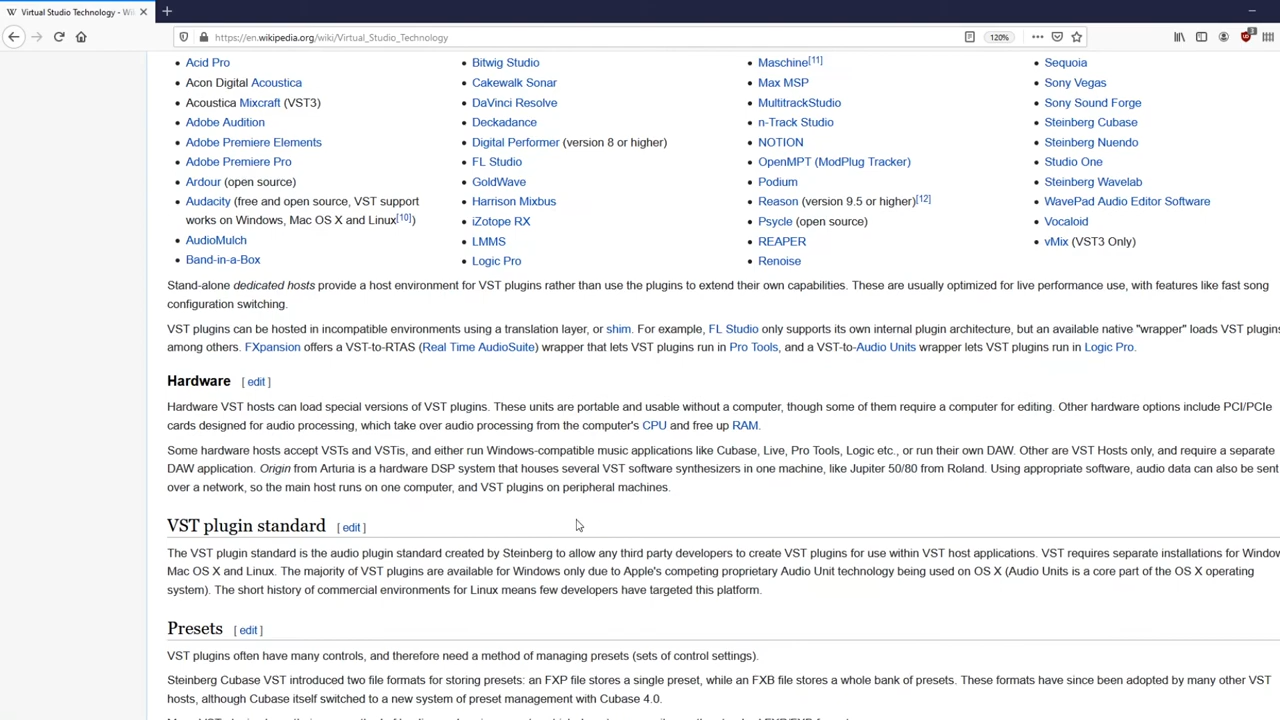 Virtual Studio Technology - Wi
https://en.wikipedia.org/wiki/Virtual_Studio_Technology
120%
Acid Pro
Acon Digital Acoustica
Acoustica Mixcraft (VST3)
Adobe Audition
Adobe Premiere Elements
Adobe Premiere Pro
Ardour (open source)
Audacity (free and open source, VST support
works on Windows, Mac OS X and Linux[10])
AudioMulch
Band-in-a-Box
Bitwig Studio
Cakewalk Sonar
DaVinci Resolve
Deckadance
Digital Performer (version 8 or higher)
FL Studio
GoldWave
Harrison Mixbus
iZotope RX
LMMS
Logic Pro
Maschine[11]
Max MSP
MultitrackStudio
n-Track Studio
NOTION
OpenMPT (ModPlug Tracker)
Podium
Reason (version 9.5 or higher)[12]
Psycle (open source)
REAPER
Renoise
Sequoia
Sony Vegas
Sony Sound Forge
Steinberg Cubase
Steinberg Nuendo
Studio One
Steinberg Wavelab
WavePad Audio Editor Software
Vocaloid
vMix (VST3 Only)
Stand-alone dedicated hosts provide a host environment for VST plugins rather than use the plugins to extend their own capabilities. These are usually optimized for live performance use, with features like fast song
configuration switching.
VST plugins can be hosted in incompatible environments using a translation layer, or shim. For example, FL Studio only supports its own internal plugin architecture, but an available native "wrapper" loads VST plugins
among others. FXpansion offers a VST-to-RTAS (Real Time AudioSuite) wrapper that lets VST plugins run in Pro Tools, and a VST-to-Audio Units wrapper lets VST plugins run in Logic Pro.
Hardware [ edit ]
Hardware VST hosts can load special versions of VST plugins. These units are portable and usable without a computer, though some of them require a computer for editing. Other hardware options include PCI/PCIe
cards designed for audio processing, which take over audio processing from the computer's CPU and free up RAM.
Some hardware hosts accept VSTs and VSTis, and either run Windows-compatible music applications like Cubase, Live, Pro Tools, Logic etc., or run their own DAW. Other are VST Hosts only, and require a separate
DAW application. Origin from Arturia is a hardware DSP system that houses several VST software synthesizers in one machine, like Jupiter 50/80 from Roland. Using appropriate software, audio data can also be sent
over a network, so the main host runs on one computer, and VST plugins on peripheral machines.
VST plugin standard [ edit ]
The VST plugin standard is the audio plugin standard created by Steinberg to allow any third party developers to create VST plugins for use within VST host applications. VST requires separate installations for Window
Mac OS X and Linux. The majority of VST plugins are available for Windows only due to Apple's competing proprietary Audio Unit technology being used on OS X (Audio Units is a core part of the OS X operating
system). The short history of commercial environments for Linux means few developers have targeted this platform.
Presets [ edit ]
VST plugins often have many controls, and therefore need a method of managing presets (sets of control settings).
Steinberg Cubase VST introduced two file formats for storing presets: an FXP file stores a single preset, while an FXB file stores a whole bank of presets. These formats have since been adopted by many other VST
hosts, although Cubase itself switched to a new system of preset management with Cubase 4.0.